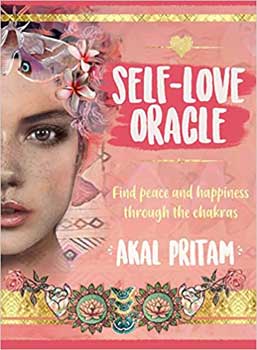 SELF-LOVE
ORACLE
Find peace and happiness
through the chakras
AKAL PRITAM